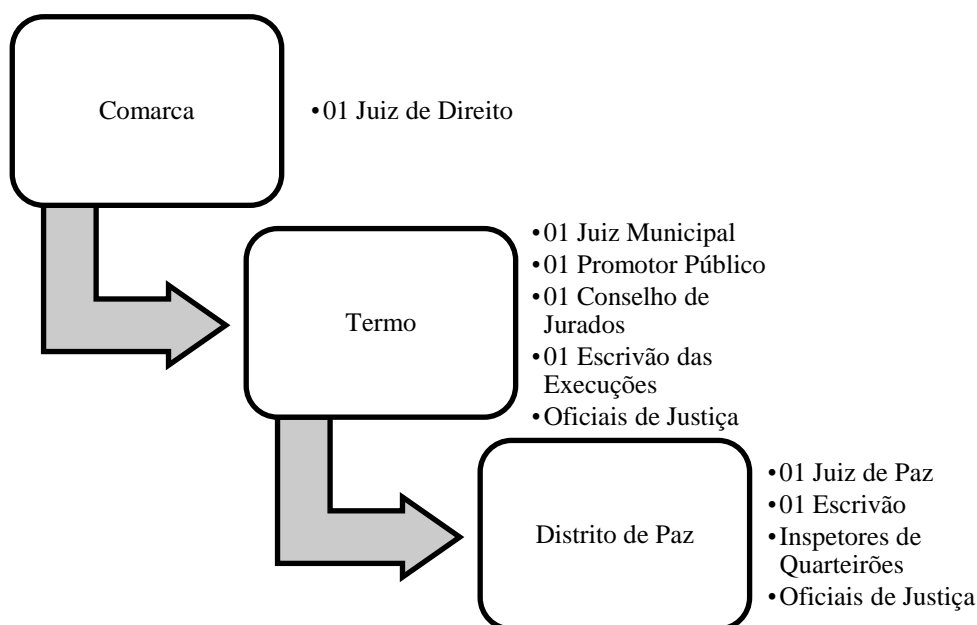 Comarca
•01 Juiz de Direito
Termo
•01 Juiz Municipal
•01 Promotor Público
•01 Conselho de
Jurados
•01 Escrivão das
Execuções
•Oficiais de Justiça
Distrito de Paz
•01 Juiz de Paz
•01 Escrivão
•Inspetores de
Quarteirões
•Oficiais de Justiça